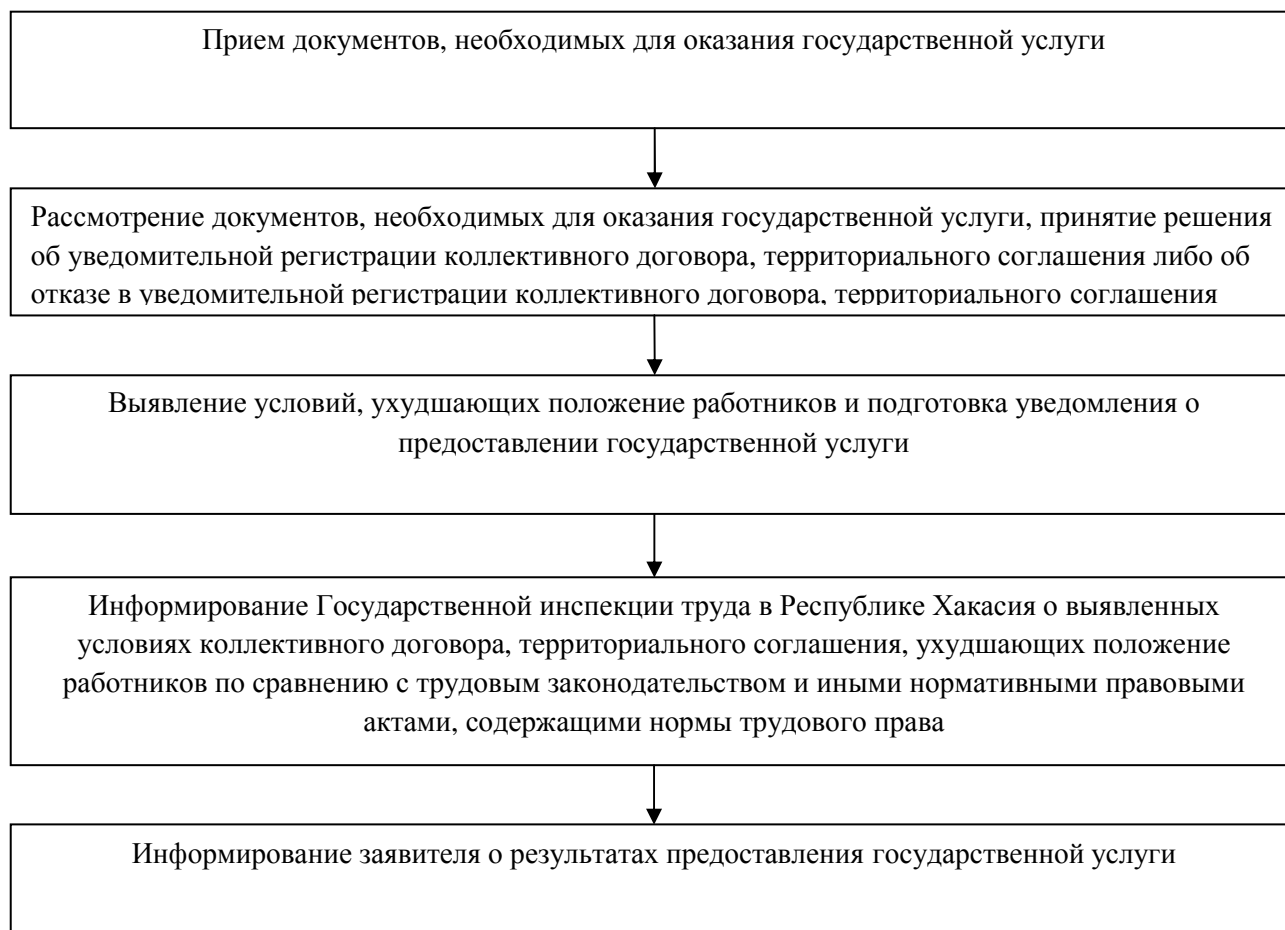 Прием документов, необходимых для оказания государственной услуги
Рассмотрение документов, необходимых для оказания государственной услуги, принятие решения
об уведомительной регистрации коллективного договора, территориального соглашения либо об
отказе в уведомительной регистрации коллективного договора, территориального соглашения
Выявление условий, ухудшающих положение работников и подготовка уведомления о
предоставлении государственной услуги
Информирование Государственной инспекции труда в Республике Хакасия о выявленных
условиях коллективного договора, территориального соглашения, ухудшающих положение
работников по сравнению с трудовым законодательством и иными нормативными правовыми
актами, содержащими нормы трудового права
Информирование заявителя о результатах предоставления государственной услуги